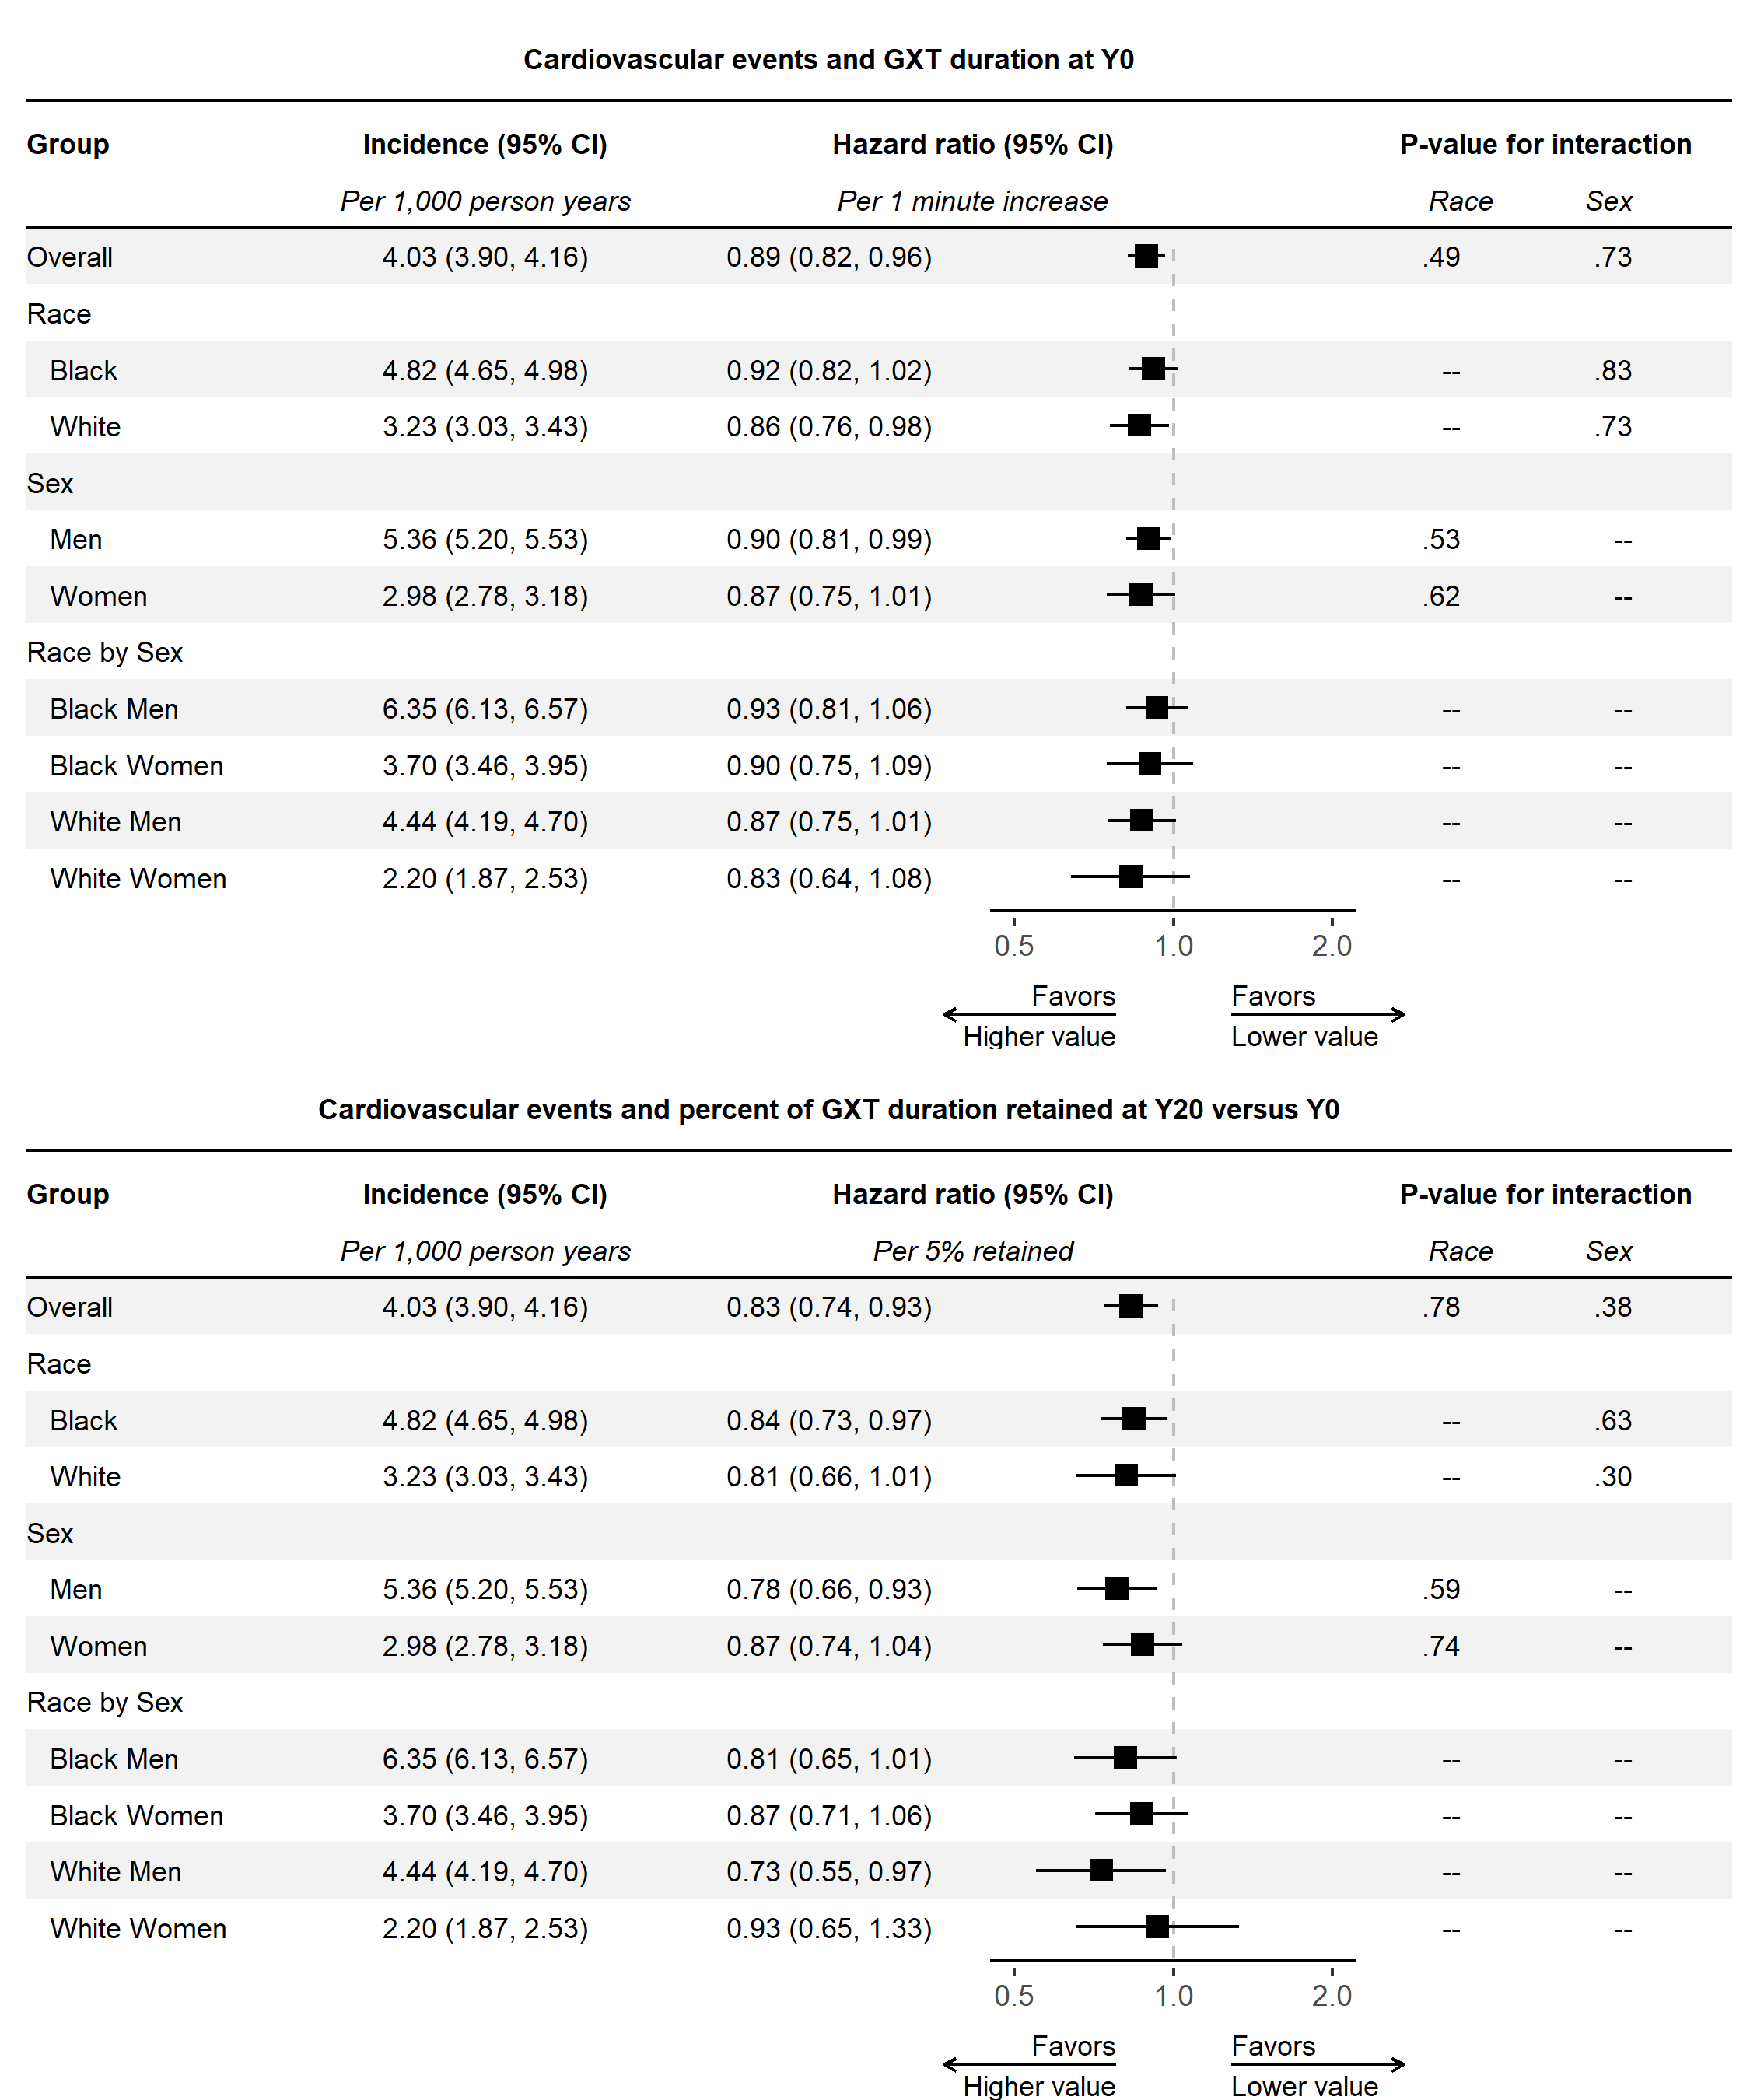 Cardiovascular events and GXT duration at Y0
Group Incidence (95% CI) Hazard ratio (95% CI) P-value for interaction
Per 1,000 person years Per 1 minute increase Race Sex
Overall 4.03 (3.90, 4.16) 0.89 (0.82, 0.96) .49 .73
Race
Black 4.82 (4.65, 4.98) 0.92 (0.82, 1.02) -- .83
White 3.23 (3.03, 3.43) 0.86 (0.76, 0.98) -- .73
Sex
Men 5.36 (5.20, 5.53) 0.90 (0.81, 0.99) .53 --
Women 2.98 (2.78, 3.18) 0.87 (0.75, 1.01) .62 --
Race by Sex
Black Men 6.35 (6.13, 6.57) 0.93 (0.81, 1.06) -- --
Black Women 3.70 (3.46, 3.95) 0.90 (0.75, 1.09) -- --
White Men 4.44 (4.19, 4.70) 0.87 (0.75, 1.01) -- --
White Women 2.20 (1.87, 2.53) 0.83 (0.64, 1.08) -- --
0.5 1.0 2.0
Favors Favors
Higher value Lower value
Cardiovascular events and percent of GXT duration retained at Y20 versus Y0
Group Incidence (95% CI) Hazard ratio (95% CI) P-value for interaction
Per 1,000 person years Per 5% retained Race Sex
Overall 4.03 (3.90, 4.16) 0.83 (0.74, 0.93) .78 .38
Race
Black 4.82 (4.65, 4.98) 0.84 (0.73, 0.97) -- .63
White 3.23 (3.03, 3.43) 0.81 (0.66, 1.01) -- .30
Sex
Men 5.36 (5.20, 5.53) 0.78 (0.66, 0.93) .59 --
Women 2.98 (2.78, 3.18) 0.87 (0.74, 1.04) .74 --
Race by Sex
Black Men 6.35 (6.13, 6.57) 0.81 (0.65, 1.01) -- --
Black Women 3.70 (3.46, 3.95) 0.87 (0.71, 1.06) -- --
White Men 4.44 (4.19, 4.70) 0.73 (0.55, 0.97) -- --
White Women 2.20 (1.87, 2.53) 0.93 (0.65, 1.33) -- --
0.5 1.0 2.0
Favors Favors
Higher value Lower value